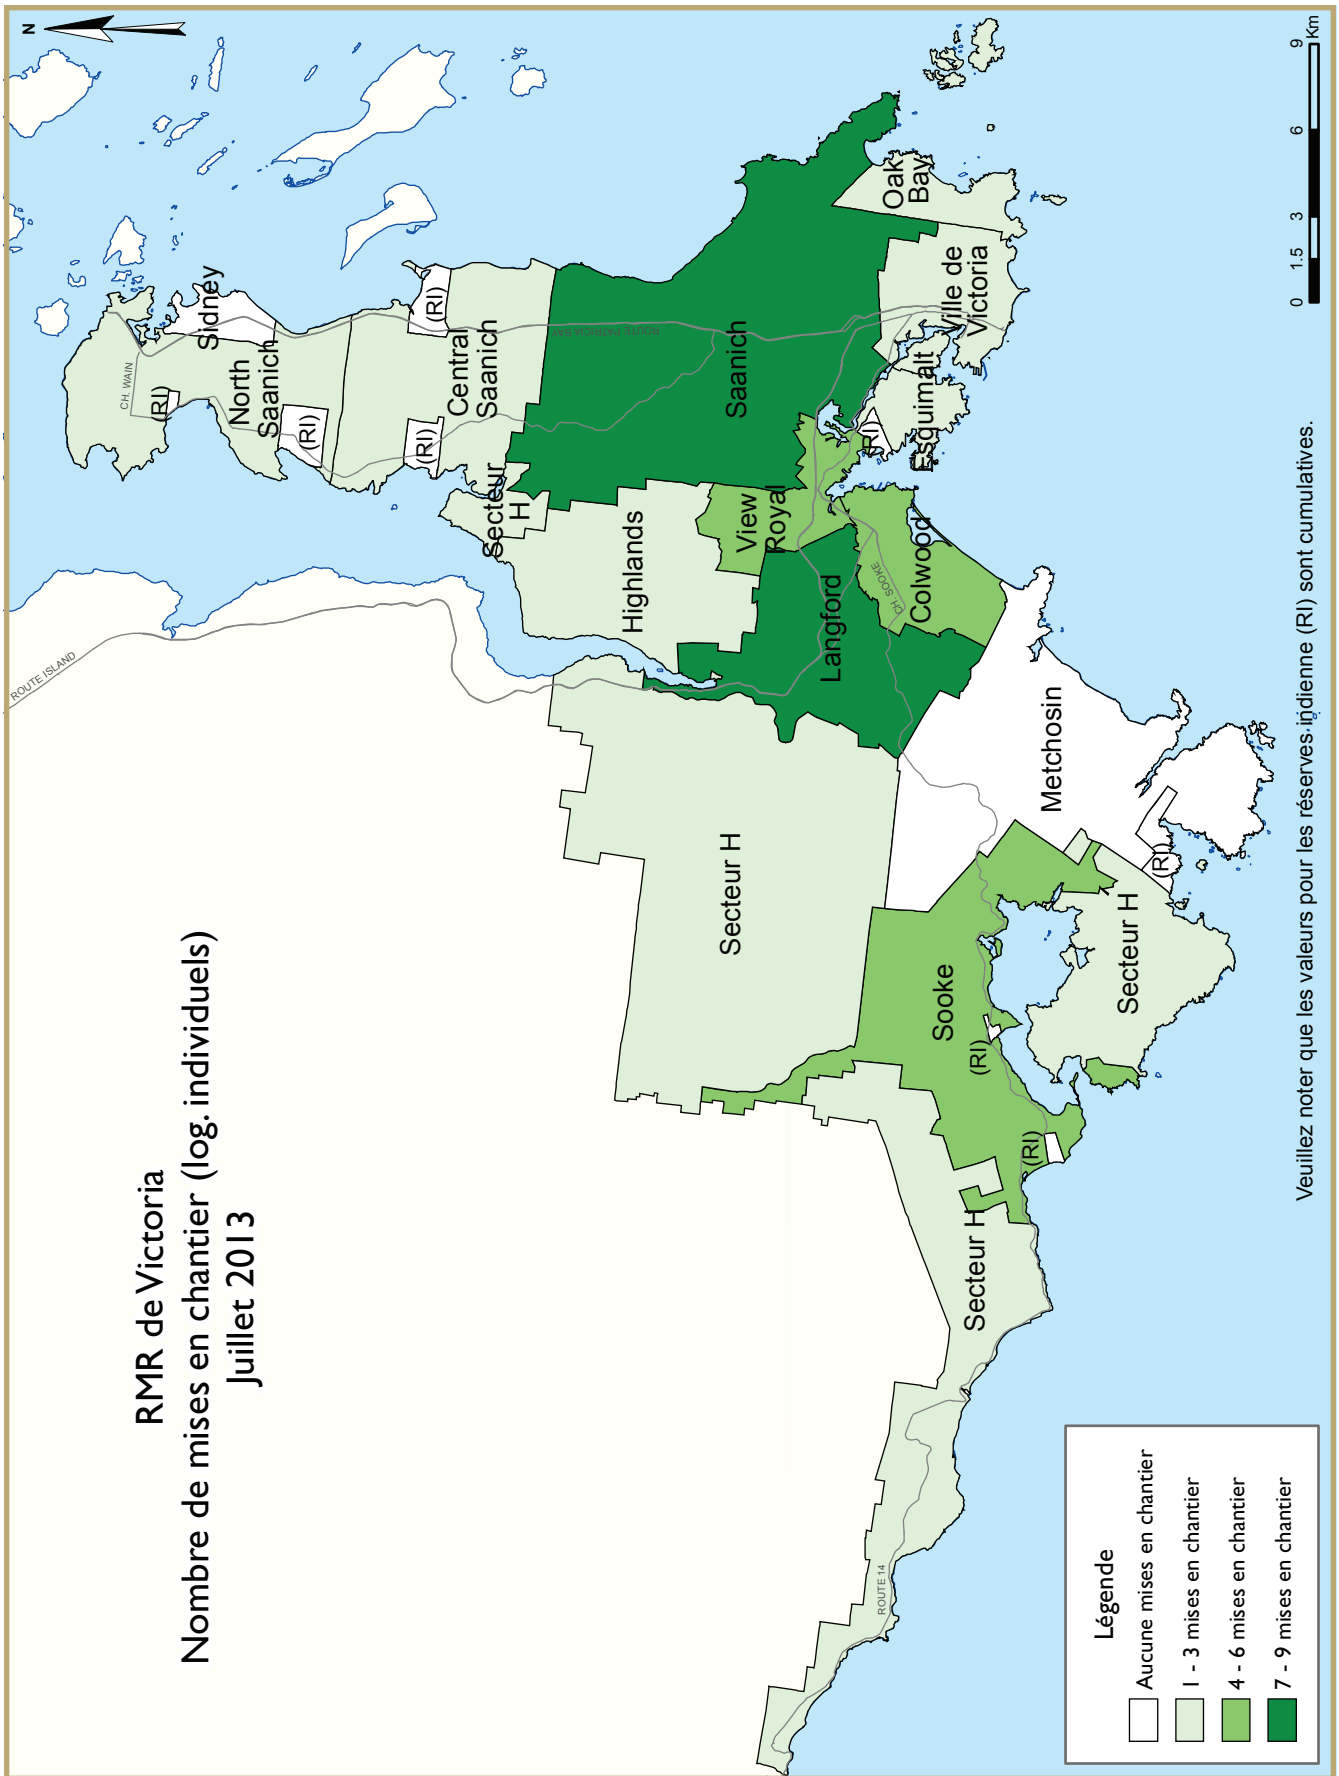 RMR de Victoria
Nombre de mises en chantier (log. individuels)
Juillet 2013
N
ROUTE ISLAND
CH. WAIN
Sidney
(RI)
North
Saanich
(RI)
(RI)
Central
Saanich
(RI)
ROUTE PATRICIA BAY
Secteur
H
Saanich
Highlands
View
Royal
Oak
Bay
Ville de
Victoria
Esquimalt
(RI)
Langford
CH. SOOKE
Colwood
Metchosin
(RI)
Secteur H
Sooke
(RI)
(RI)
Secteur H
Secteur H
ROUTE 14
Légende
Aucune mises en chantier
1 - 3 mises en chantier
4 - 6 mises en chantier
7 - 9 mises en chantier
0 1.5 3 6 9
Km
Veuillez noter que les valeurs pour les réserves indienne (RI) sont cumulatives.